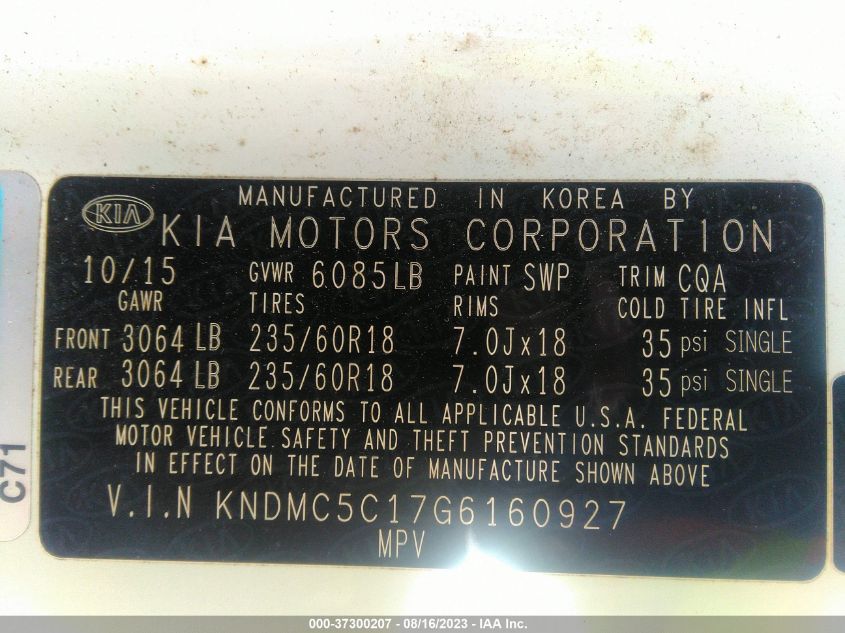 MANUFACTURED IN KOREA BY
KIA KIA MOTORS CORPORATION
10/15 GVWR 6085LB PAINT SWP TRIM CQA
GAWR TIRES RIMS COLD TIRE INFL
FRONT 3064 LB 235/60R18 7.0Jx18 35 psi SINGLE
REAR 3064 LB 235/60R18 7.0Jx18 35 psi SINGLE
THIS VEHICLE CONFORMS TO ALL APPLICABLE U.S.A. FEDERAL
MOTOR VEHICLE SAFETY AND THEFT PREVENTION STANDARDS
IN EFFECT ON THE DATE OF MANUFACTURE SHOWN ABOVE
V.I.N KNDMC5C17G6160927
MPV
C71
000-37300207 - 08/16/2023 - IAA Inc.